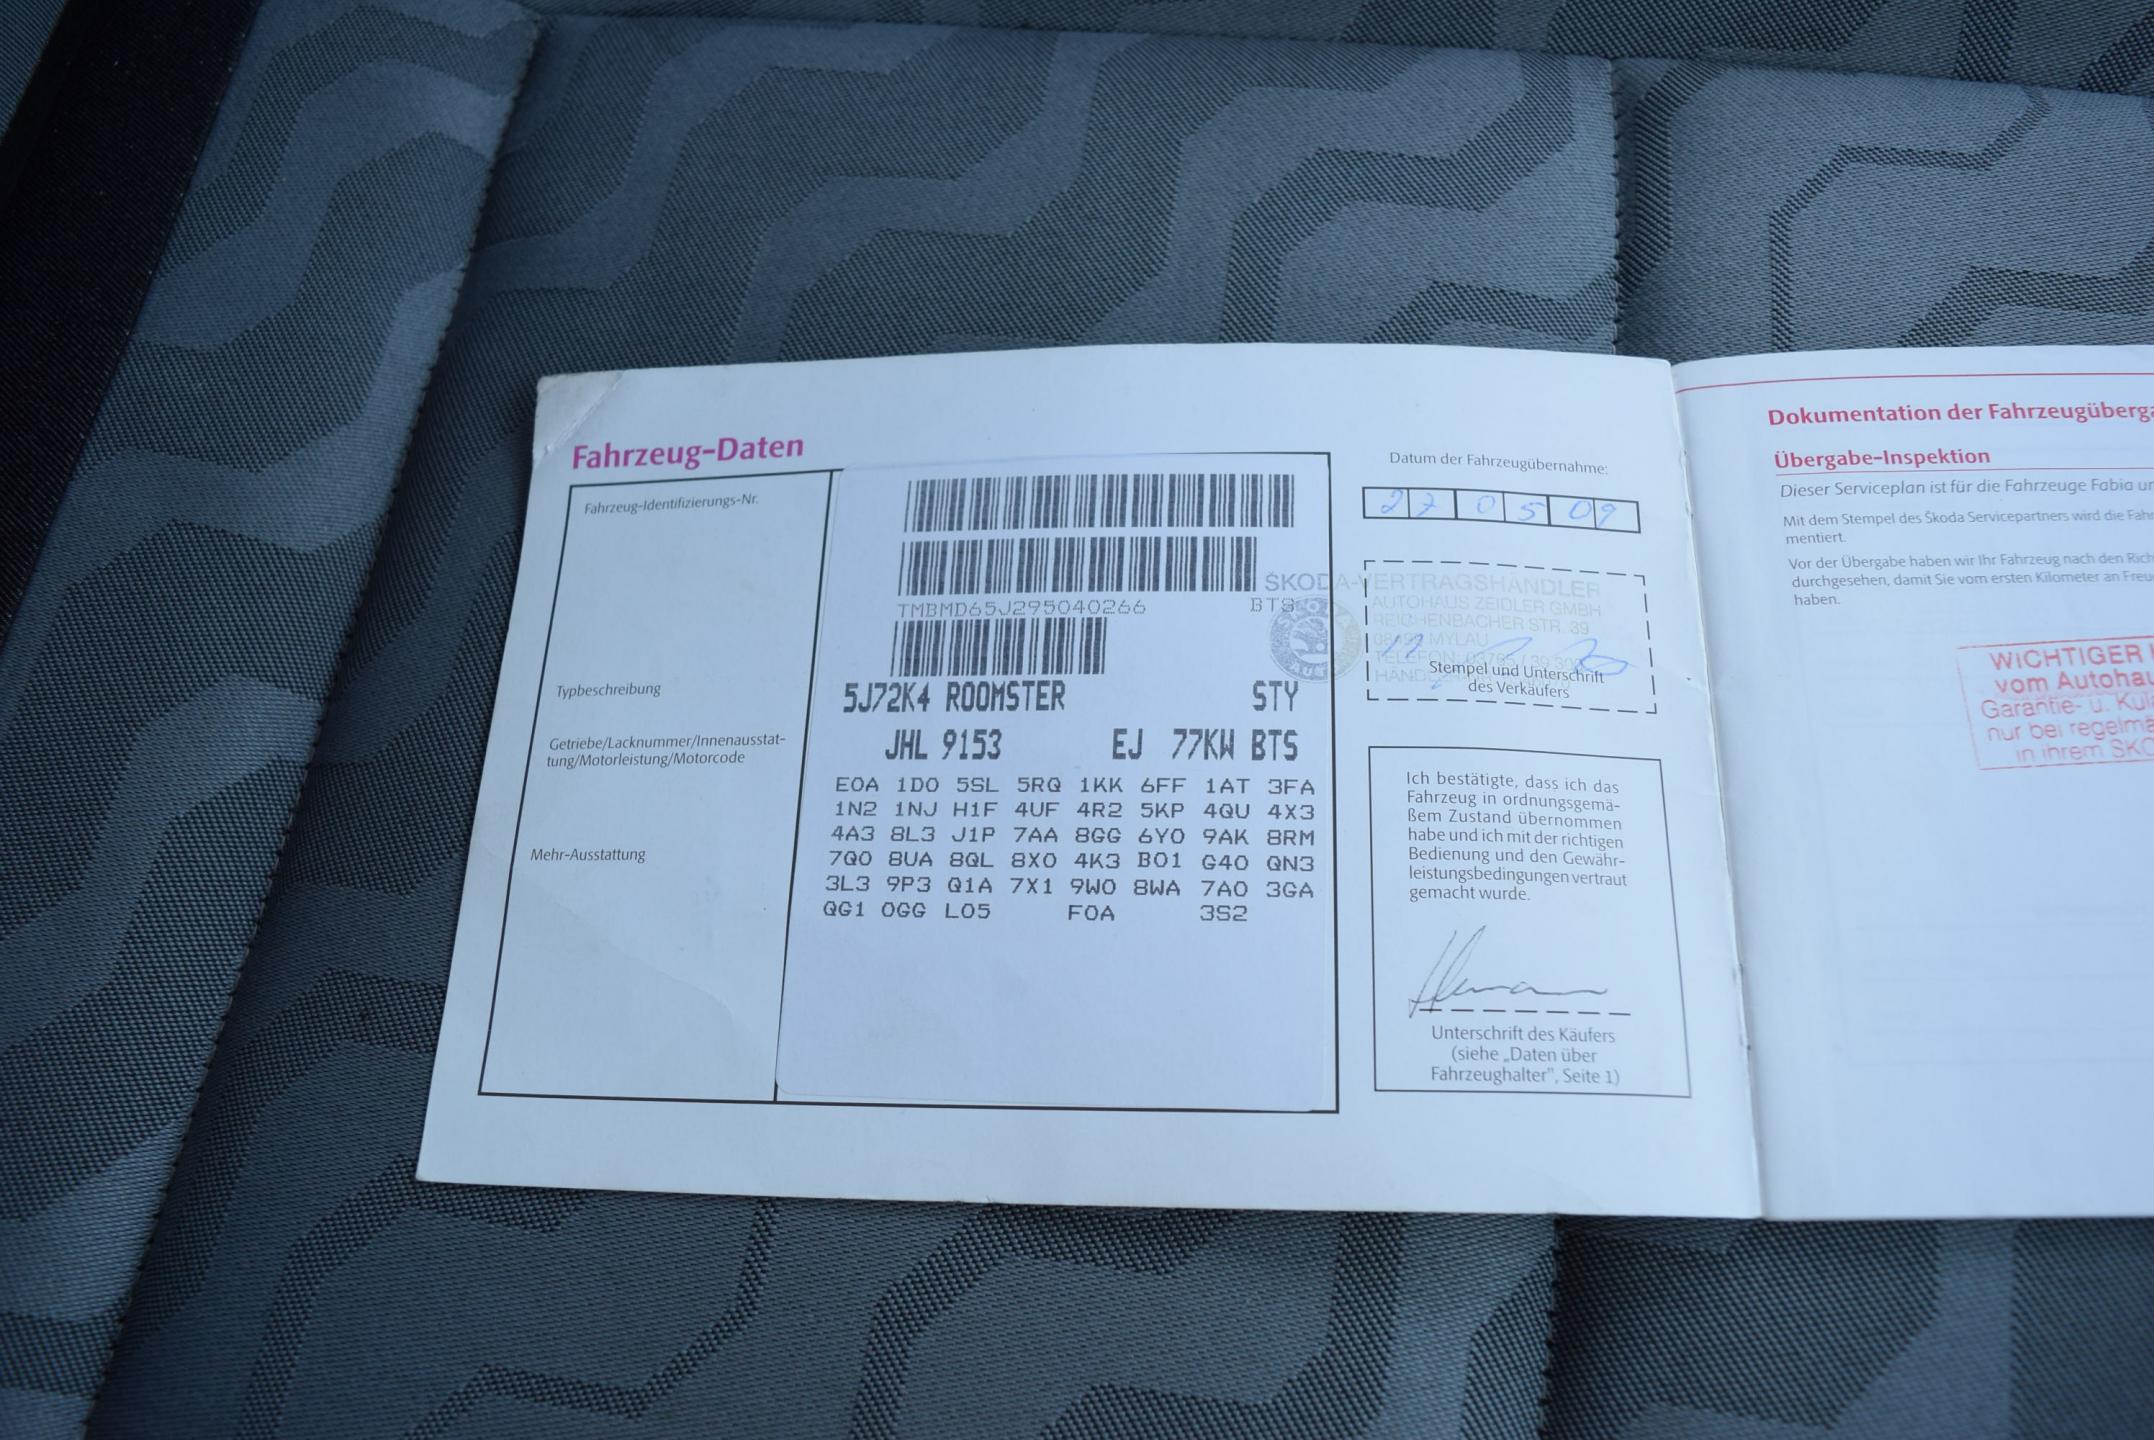 Fahrzeug-Daten
Fahrzeug-Identifizierungs-Nr.
TMBMD65J295040266 BTS
Typbeschreibung
5J72K4 ROOMSTER STY
Getriebe/Lacknummer/Innenausstat-
tung/Motorleistung/Motorcode
JHL 9153 EJ 77KW BTS
Mehr-Ausstattung
E0A 1D0 5SL 5RQ 1KK 6FF 1AT 3FA
1N2 1NJ H1F 4UF 4R2 5KP 4QU 4X3
4A3 8L3 J1P 7AA 8GG 6Y0 9AK 8RM
7Q0 8UA 8QL 8X0 4K3 B01 G40 QN3
3L3 9P3 Q1A 7X1 9W0 8WA 7A0 3GA
QG1 0GG L05 F0A 3S2
Datum der Fahrzeugübernahme:
27 05 09
ŠKODA-VERTRAGSHÄNDLER
AUTOHAUS ZEIDLER GMBH
REICHENBACHER STR. 39
08499 MYLAU
Stempel und Unterschrift
des Verkäufers
Ich bestätigte, dass ich das
Fahrzeug in ordnungsgemä-
ßem Zustand übernommen
habe und ich mit der richtigen
Bedienung und den Gewähr-
leistungsbedingungen vertraut
gemacht wurde.
Unterschrift des Käufers
(siehe „Daten über
Fahrzeughalter", Seite 1)
Dokumentation der Fahrzeugüberg
Übergabe-Inspektion
Dieser Serviceplan ist für die Fahrzeuge Fabia un
Mit dem Stempel des Škoda Servicepartners wird die Fahr
mentiert.
Vor der Übergabe haben wir Ihr Fahrzeug nach den Rich
durchgesehen, damit Sie vom ersten Kilometer an Freu
haben.
WICHTIGER
vom Autohau
Garantie- u. Kul
nur bei regelmä
in ihrem SKO